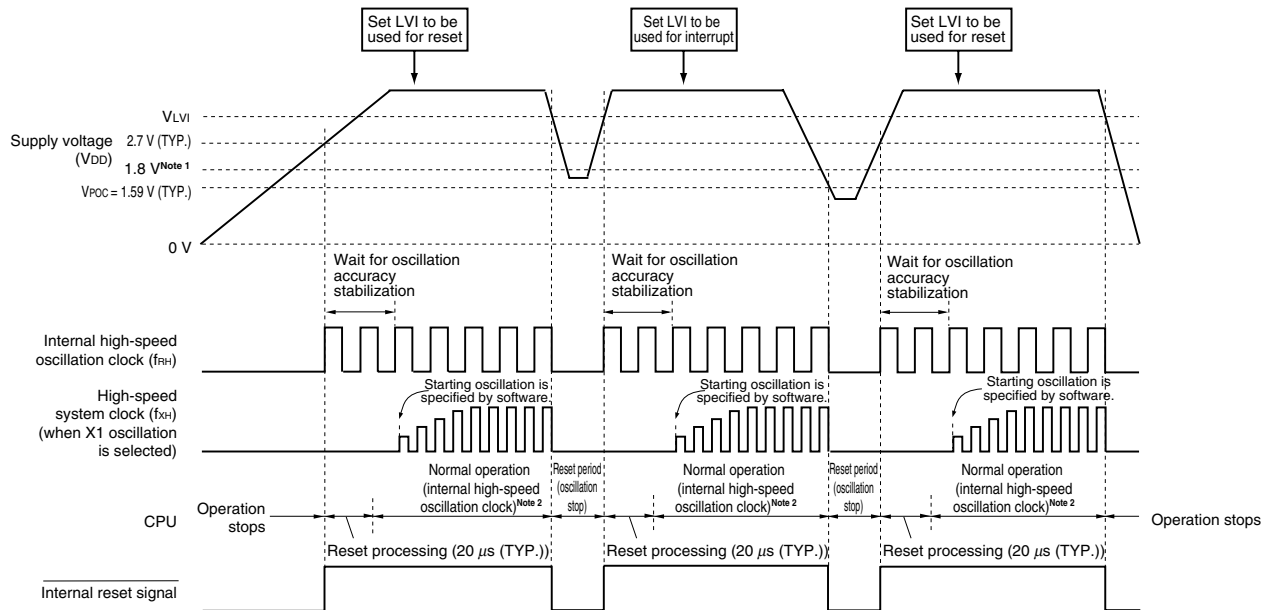 Set LVI to be
used for reset
Set LVI to be
used for interrupt
Set LVI to be
used for reset
VLVI
Supply voltage
(VDD)
2.7 V (TYP.)
1.8 VNote 1
VPOC = 1.59 V (TYP.)
0 V
Wait for oscillation
accuracy
stabilization
Wait for oscillation
accuracy
stabilization
Wait for oscillation
accuracy
stabilization
Internal high-speed
oscillation clock (fRH)
High-speed
system clock (fXH)
(when X1 oscillation
is selected)
Starting oscillation is
specified by software.
Starting oscillation is
specified by software.
Starting oscillation is
specified by software.
CPU
Operation
stops
Normal operation
(internal high-speed
oscillation clock)Note 2
Reset period
(oscillation
stop)
Normal operation
(internal high-speed
oscillation clock)Note 2
Reset period
(oscillation
stop)
Normal operation
(internal high-speed
oscillation clock)Note 2
Operation stops
Reset processing (20 μs (TYP.))
Reset processing (20 μs (TYP.))
Reset processing (20 μs (TYP.))
Internal reset signal